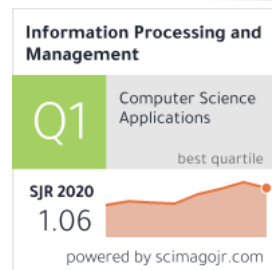 Information Processing and
Management
Q1
Computer Science
Applications
best quartile
SJR 2020
1.06
powered by scimagojr.com